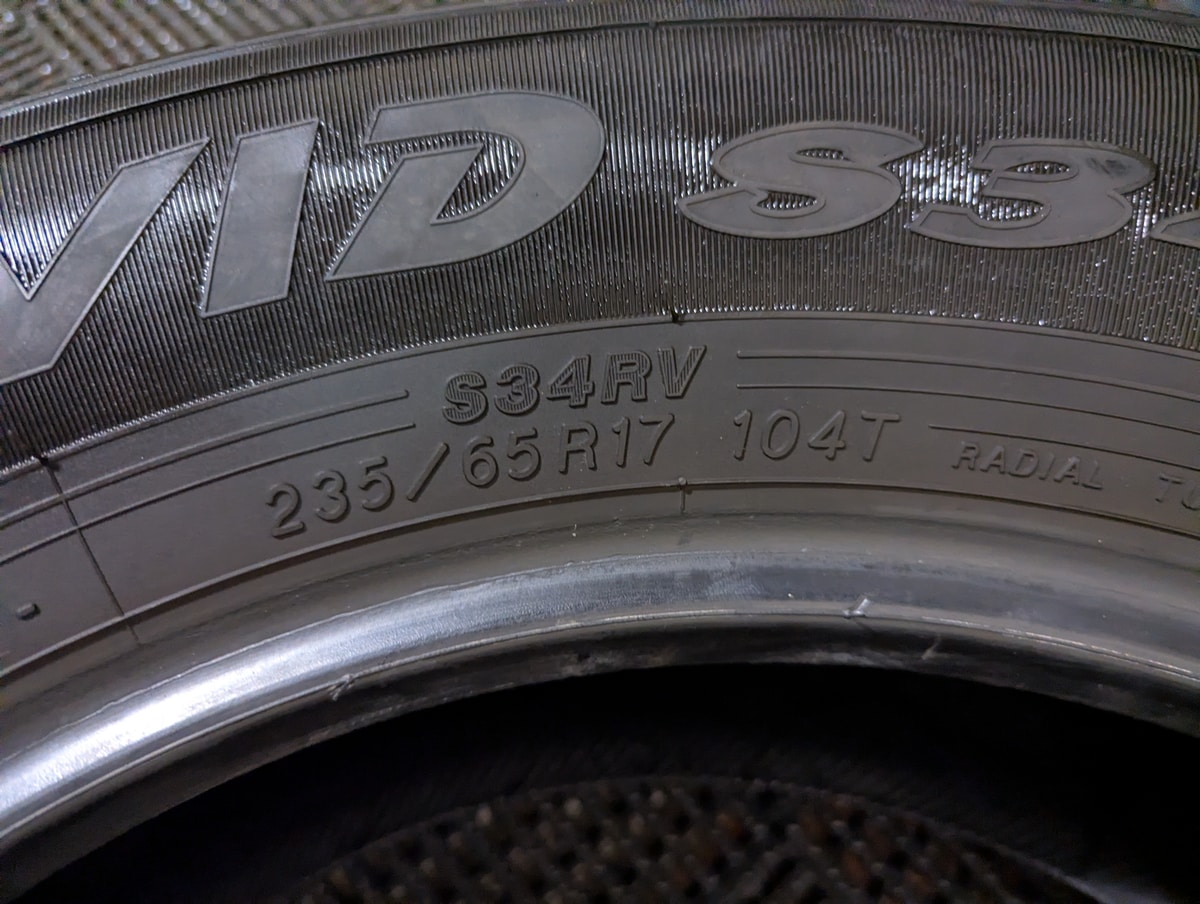 VID S3
S34RV
235/65R17 104T RADIAL